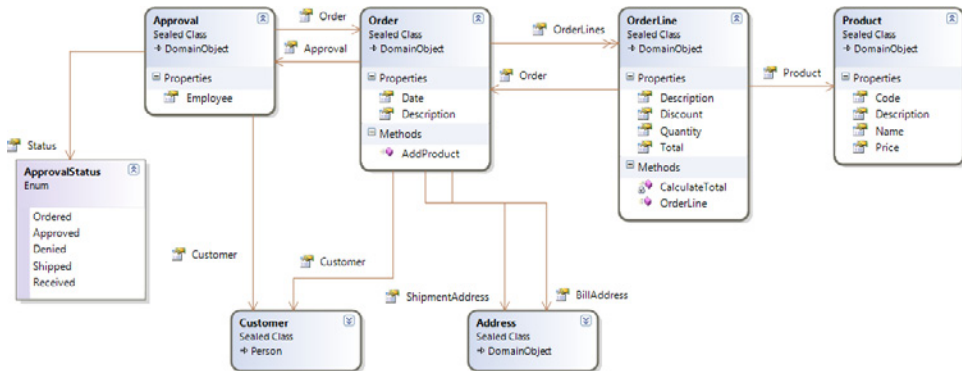 Approval
Sealed Class
DomainObject
Properties
Employee
Order
Approval
Order
Sealed Class
DomainObject
Properties
Date
Description
Methods
AddProduct
OrderLines
Order
OrderLine
Sealed Class
DomainObject
Properties
Description
Discount
Quantity
Total
Methods
CalculateTotal
OrderLine
Product
Product
Sealed Class
DomainObject
Properties
Code
Description
Name
Price
Status
ApprovalStatus
Enum
Ordered
Approved
Denied
Shipped
Received
Customer
Customer
ShipmentAddress
BillAddress
Customer
Sealed Class
Person
Address
Sealed Class
DomainObject